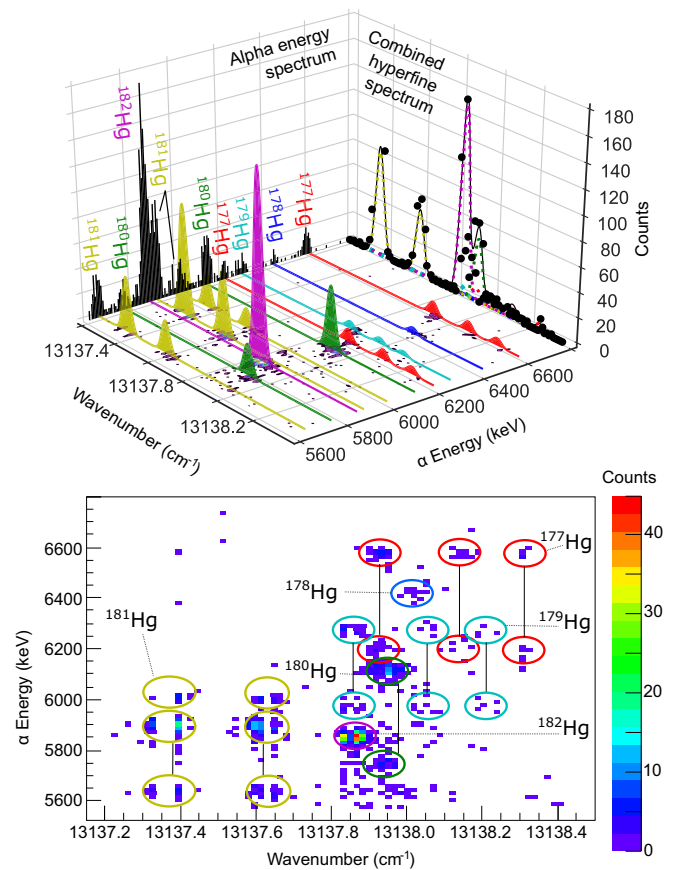 Alpha energy
spectrum
Combined
hyperfine
spectrum
¹⁸²Hg
¹⁸¹Hg
¹⁸¹Hg
¹⁸⁰Hg
¹⁸⁰Hg
¹⁷⁷Hg
¹⁷⁹Hg
¹⁷⁸Hg
¹⁷⁷Hg
180
160
140
120
100
80
60
40
20
0
Counts
13137.4
13137.8
13138.2
Wavenumber (cm⁻¹)
5600
5800
6000
6200
6400
6600
α Energy (keV)
Counts
40
30
20
10
0
6600
6400
6200
6000
5800
5600
α Energy (keV)
¹⁷⁷Hg
¹⁷⁸Hg
¹⁸¹Hg
¹⁷⁹Hg
¹⁸⁰Hg
¹⁸²Hg
13137.2 13137.4 13137.6 13137.8 13138.0 13138.2 13138.4
Wavenumber (cm⁻¹)